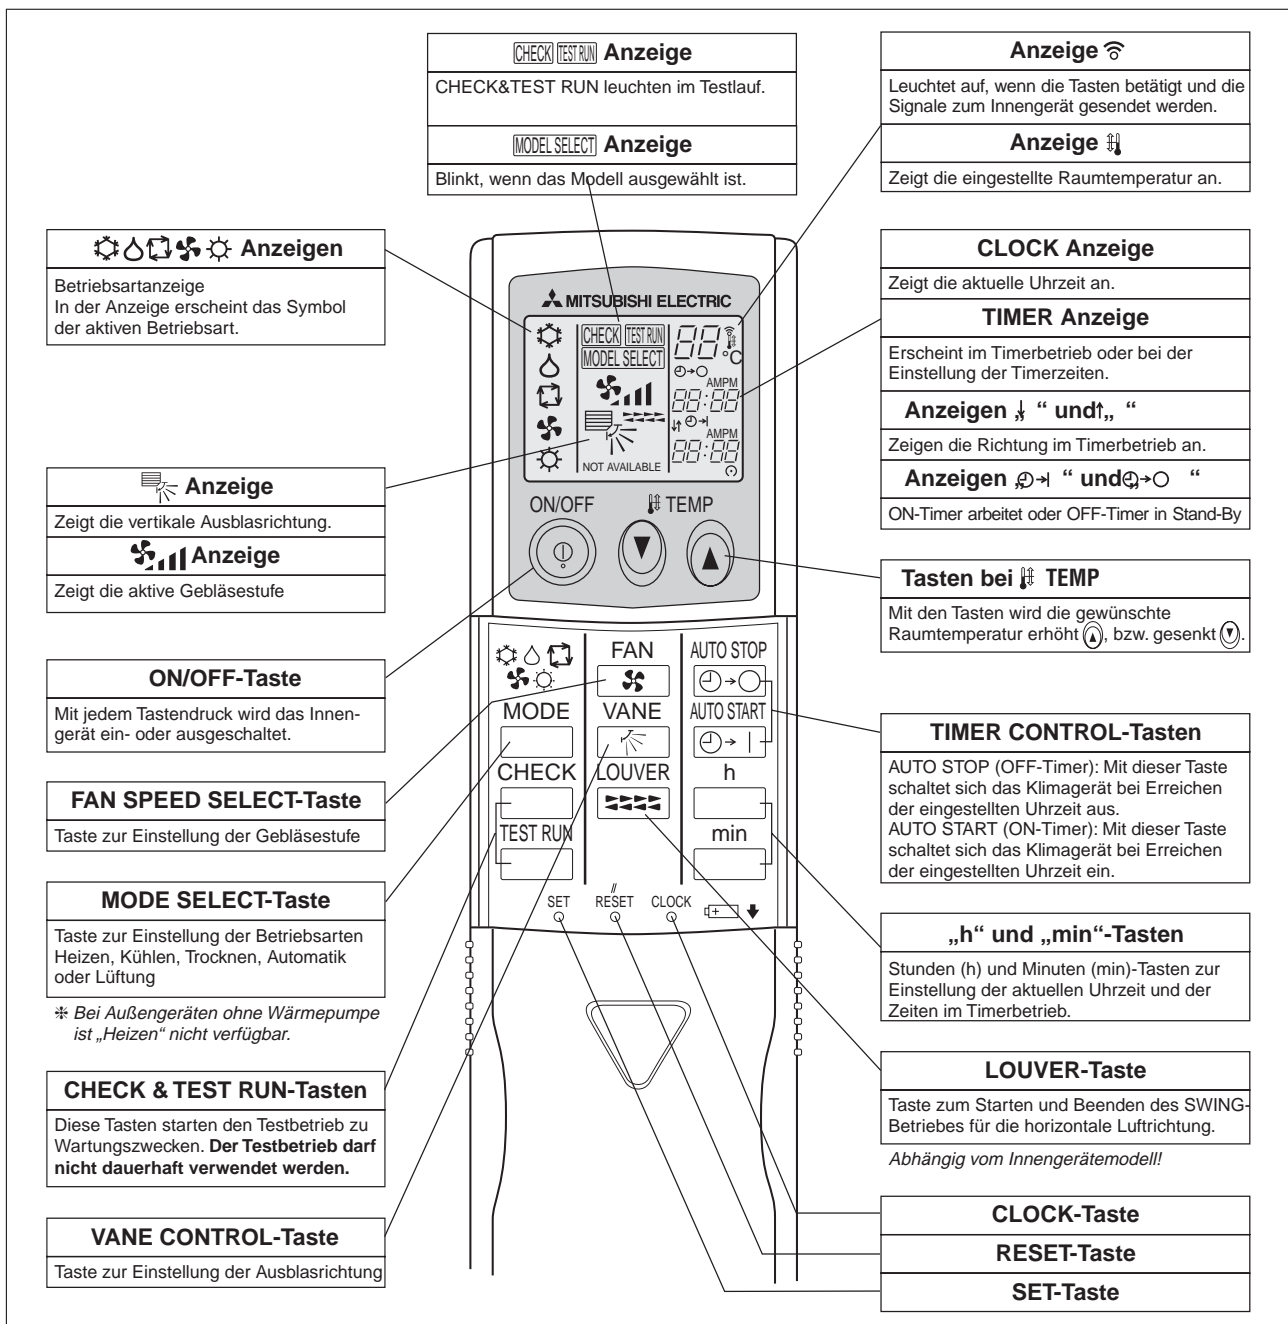 CHECK TEST RUN Anzeige
CHECK&TEST RUN leuchten im Testlauf.
MODEL SELECT Anzeige
Blinkt, wenn das Modell ausgewählt ist.
Anzeige
Leuchtet auf, wenn die Tasten betätigt und die
Signale zum Innengerät gesendet werden.
Anzeige
Zeigt die eingestellte Raumtemperatur an.
Anzeigen
Betriebsartanzeige
In der Anzeige erscheint das Symbol
der aktiven Betriebsart.
Anzeige
Zeigt die vertikale Ausblasrichtung.
Anzeige
Zeigt die aktive Gebläsestufe
ON/OFF-Taste
Mit jedem Tastendruck wird das Innen-
gerät ein- oder ausgeschaltet.
FAN SPEED SELECT-Taste
Taste zur Einstellung der Gebläsestufe
MODE SELECT-Taste
Taste zur Einstellung der Betriebsarten
Heizen, Kühlen, Trocknen, Automatik
oder Lüftung
❉ Bei Außengeräten ohne Wärmepumpe
ist „Heizen“ nicht verfügbar.
CHECK & TEST RUN-Tasten
Diese Tasten starten den Testbetrieb zu
Wartungszwecken. Der Testbetrieb darf
nicht dauerhaft verwendet werden.
VANE CONTROL-Taste
Taste zur Einstellung der Ausblasrichtung
MITSUBISHI ELECTRIC
CHECK TEST RUN 88 °C
MODEL SELECT
AMPM
88:88
AMPM
88:88
NOT AVAILABLE
ON/OFF TEMP
FAN AUTO STOP
MODE VANE AUTO START
CHECK LOUVER h
TEST RUN min
SET RESET CLOCK
CLOCK Anzeige
Zeigt die aktuelle Uhrzeit an.
TIMER Anzeige
Erscheint im Timerbetrieb oder bei der
Einstellung der Timerzeiten.
Anzeigen „↓ “ und↑„ “
Zeigen die Richtung im Timerbetrieb an.
Anzeigen „ “ und„ “
ON-Timer arbeitet oder OFF-Timer in Stand-By
Tasten bei TEMP
Mit den Tasten wird die gewünschte
Raumtemperatur erhöht, bzw. gesenkt.
TIMER CONTROL-Tasten
AUTO STOP (OFF-Timer): Mit dieser Taste
schaltet sich das Klimagerät bei Erreichen
der eingestellten Uhrzeit aus.
AUTO START (ON-Timer): Mit dieser Taste
schaltet sich das Klimagerät bei Erreichen
der eingestellten Uhrzeit ein.
„h“ und „min“-Tasten
Stunden (h) und Minuten (min)-Tasten zur
Einstellung der aktuellen Uhrzeit und der
Zeiten im Timerbetrieb.
LOUVER-Taste
Taste zum Starten und Beenden des SWING-
Betriebes für die horizontale Luftrichtung.
Abhängig vom Innengerätemodell!
CLOCK-Taste
RESET-Taste
SET-Taste